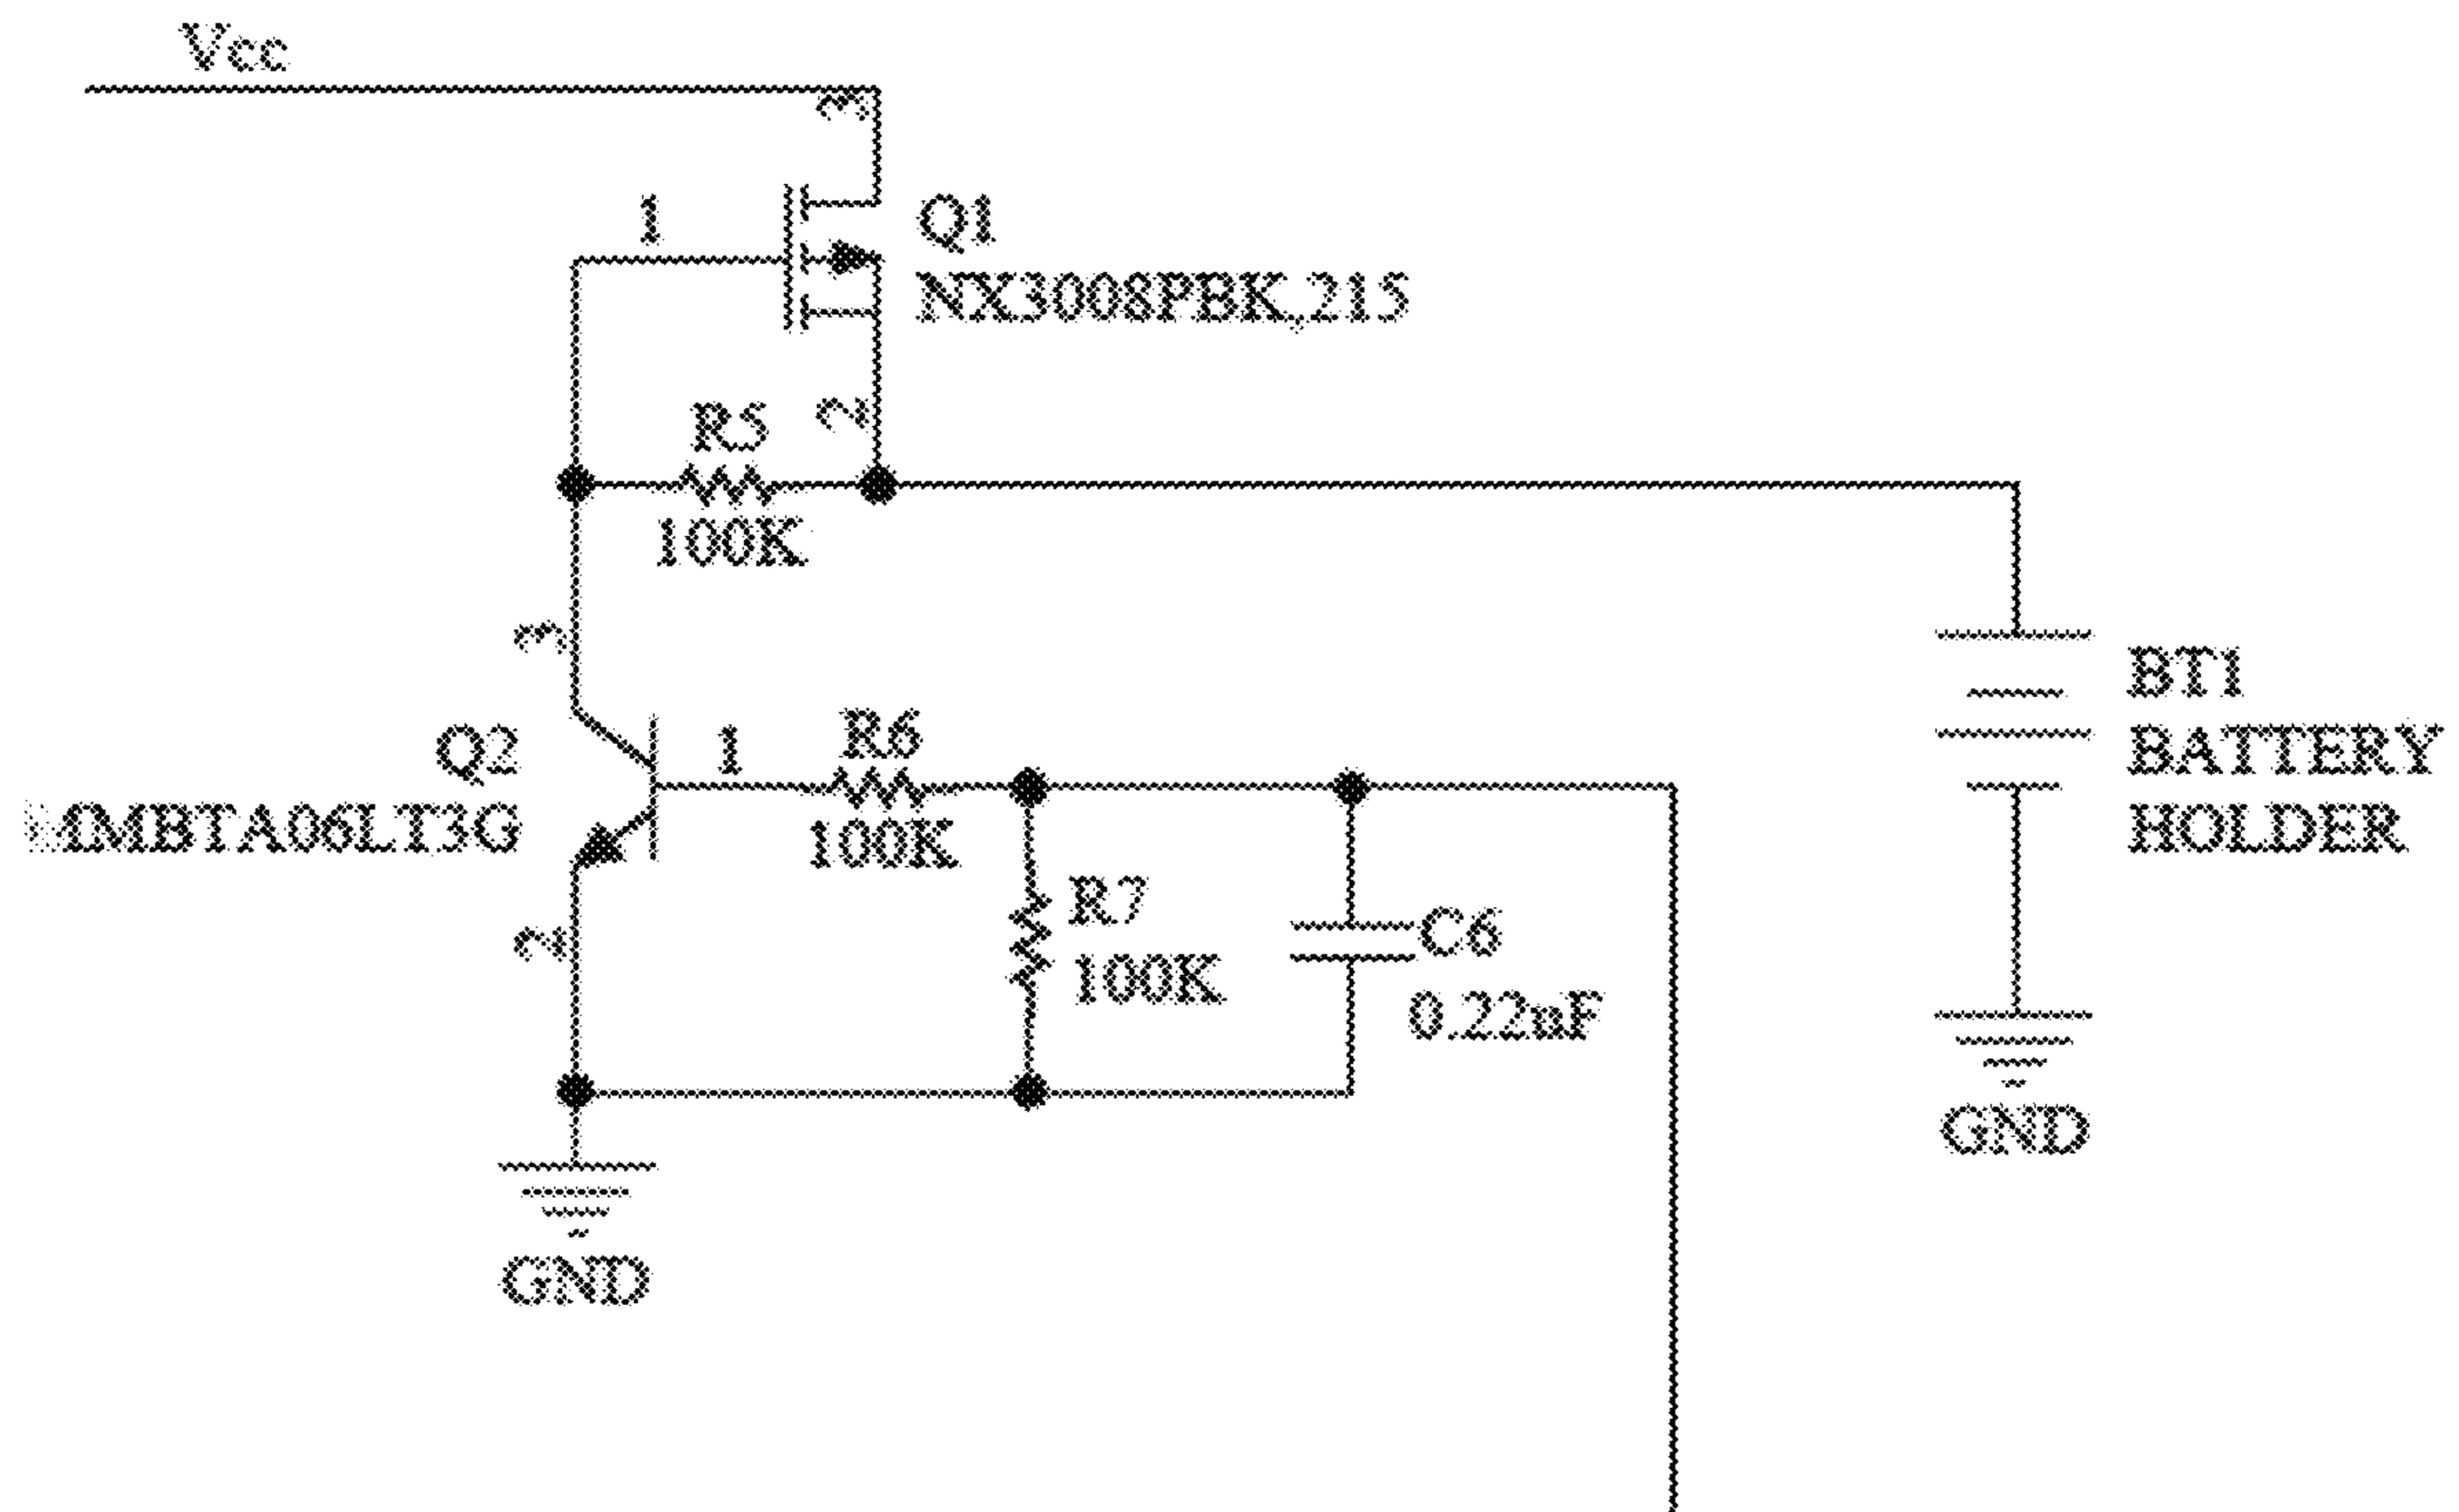 Vcc
3
1
Q1
NX3008PBK,215
R5
2
100K
3
Q2
MMBTA06LT3G
1
R6
100K
BT1
BATTERY
HOLDER
R7
100K
C6
0.22nF
2
GND
GND